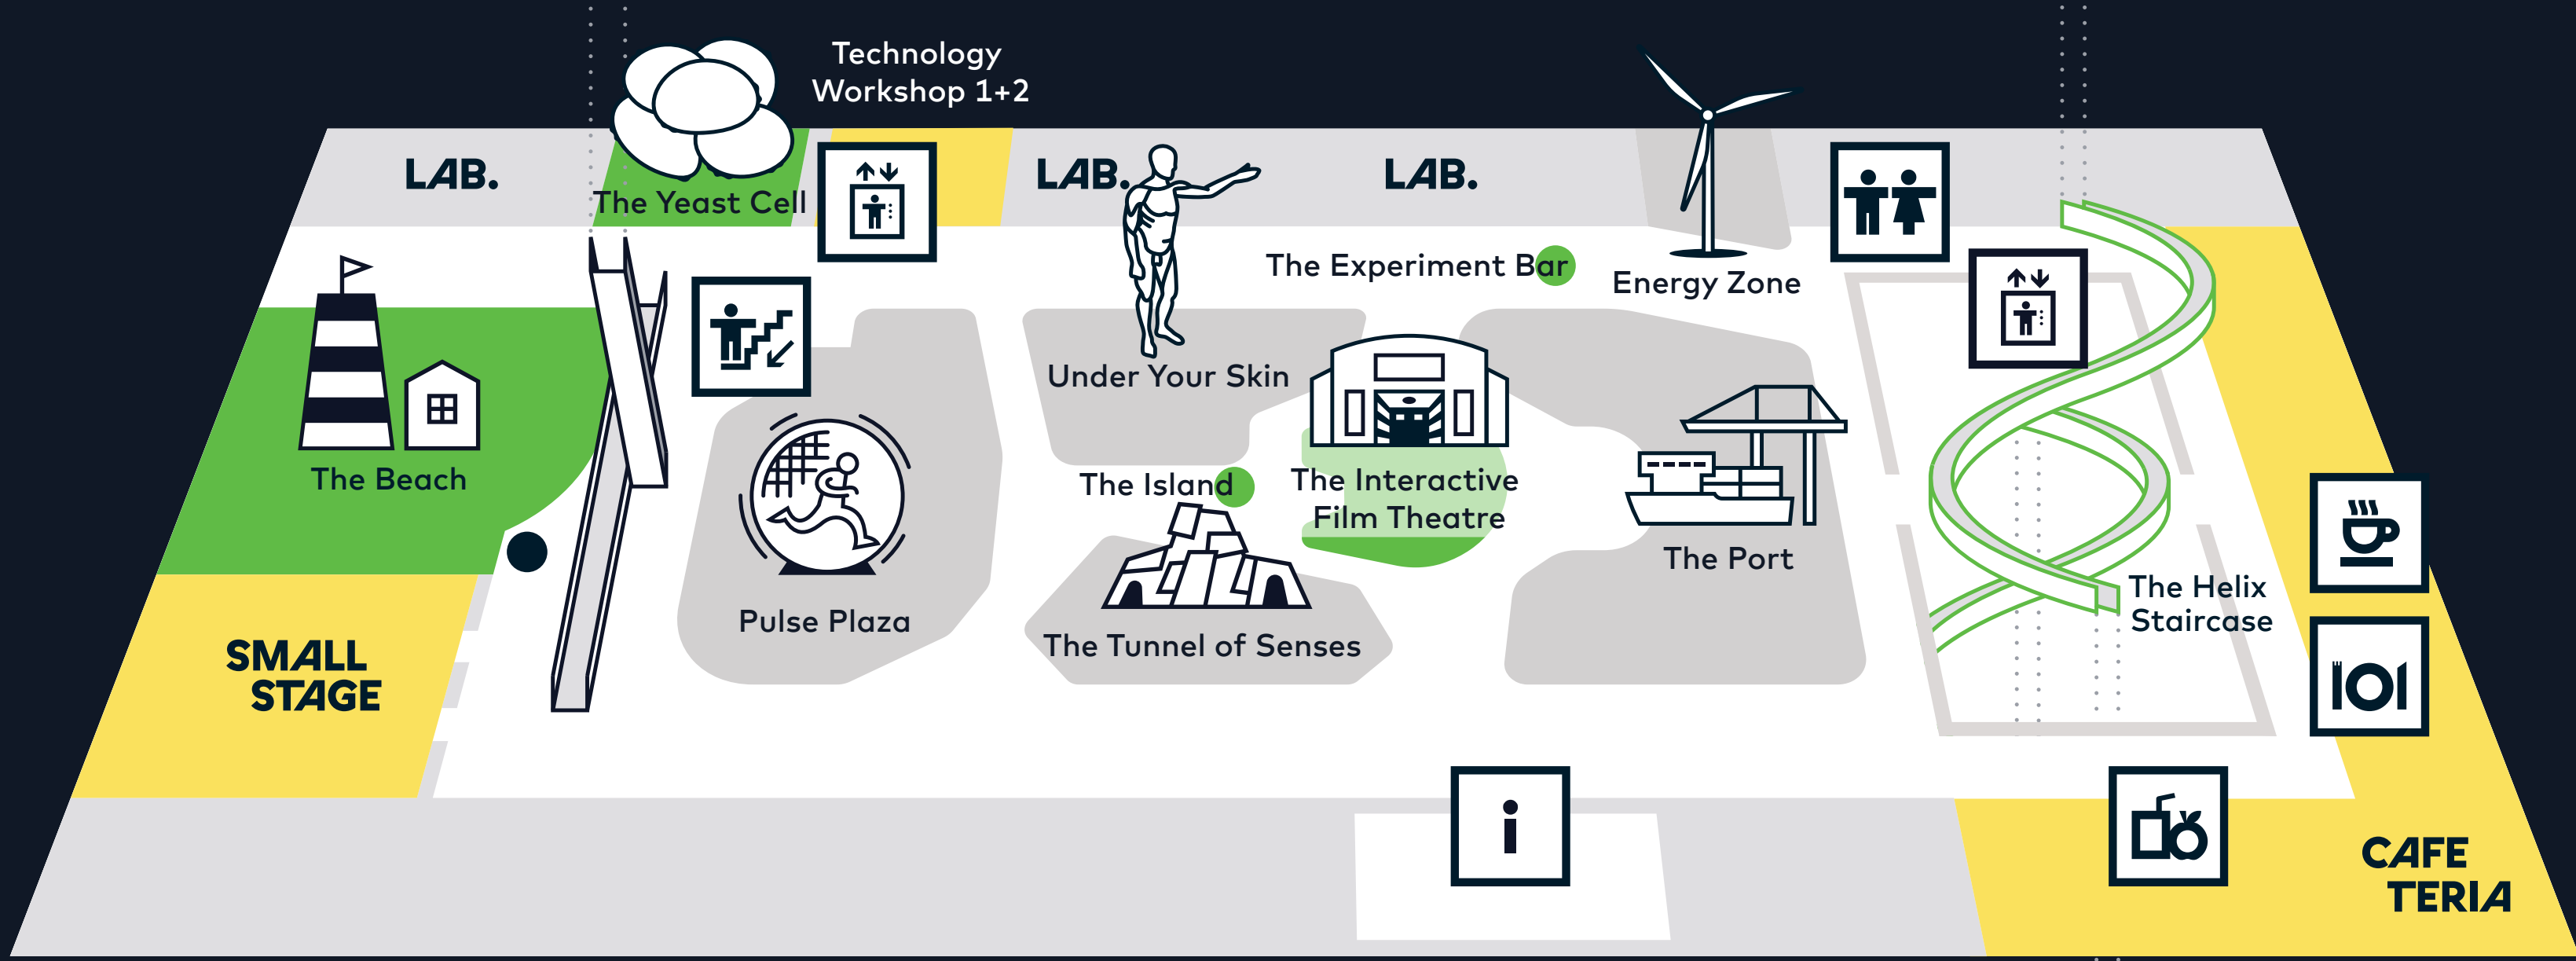 Technology
Workshop 1+2
LAB.
The Yeast Cell
LAB.
LAB.
The Experiment Bar
Energy Zone
Under Your Skin
The Beach
The Island
The Interactive
Film Theatre
The Port
Pulse Plaza
The Tunnel of Senses
The Helix
Staircase
SMALL
STAGE
i
CAFE
TERIA